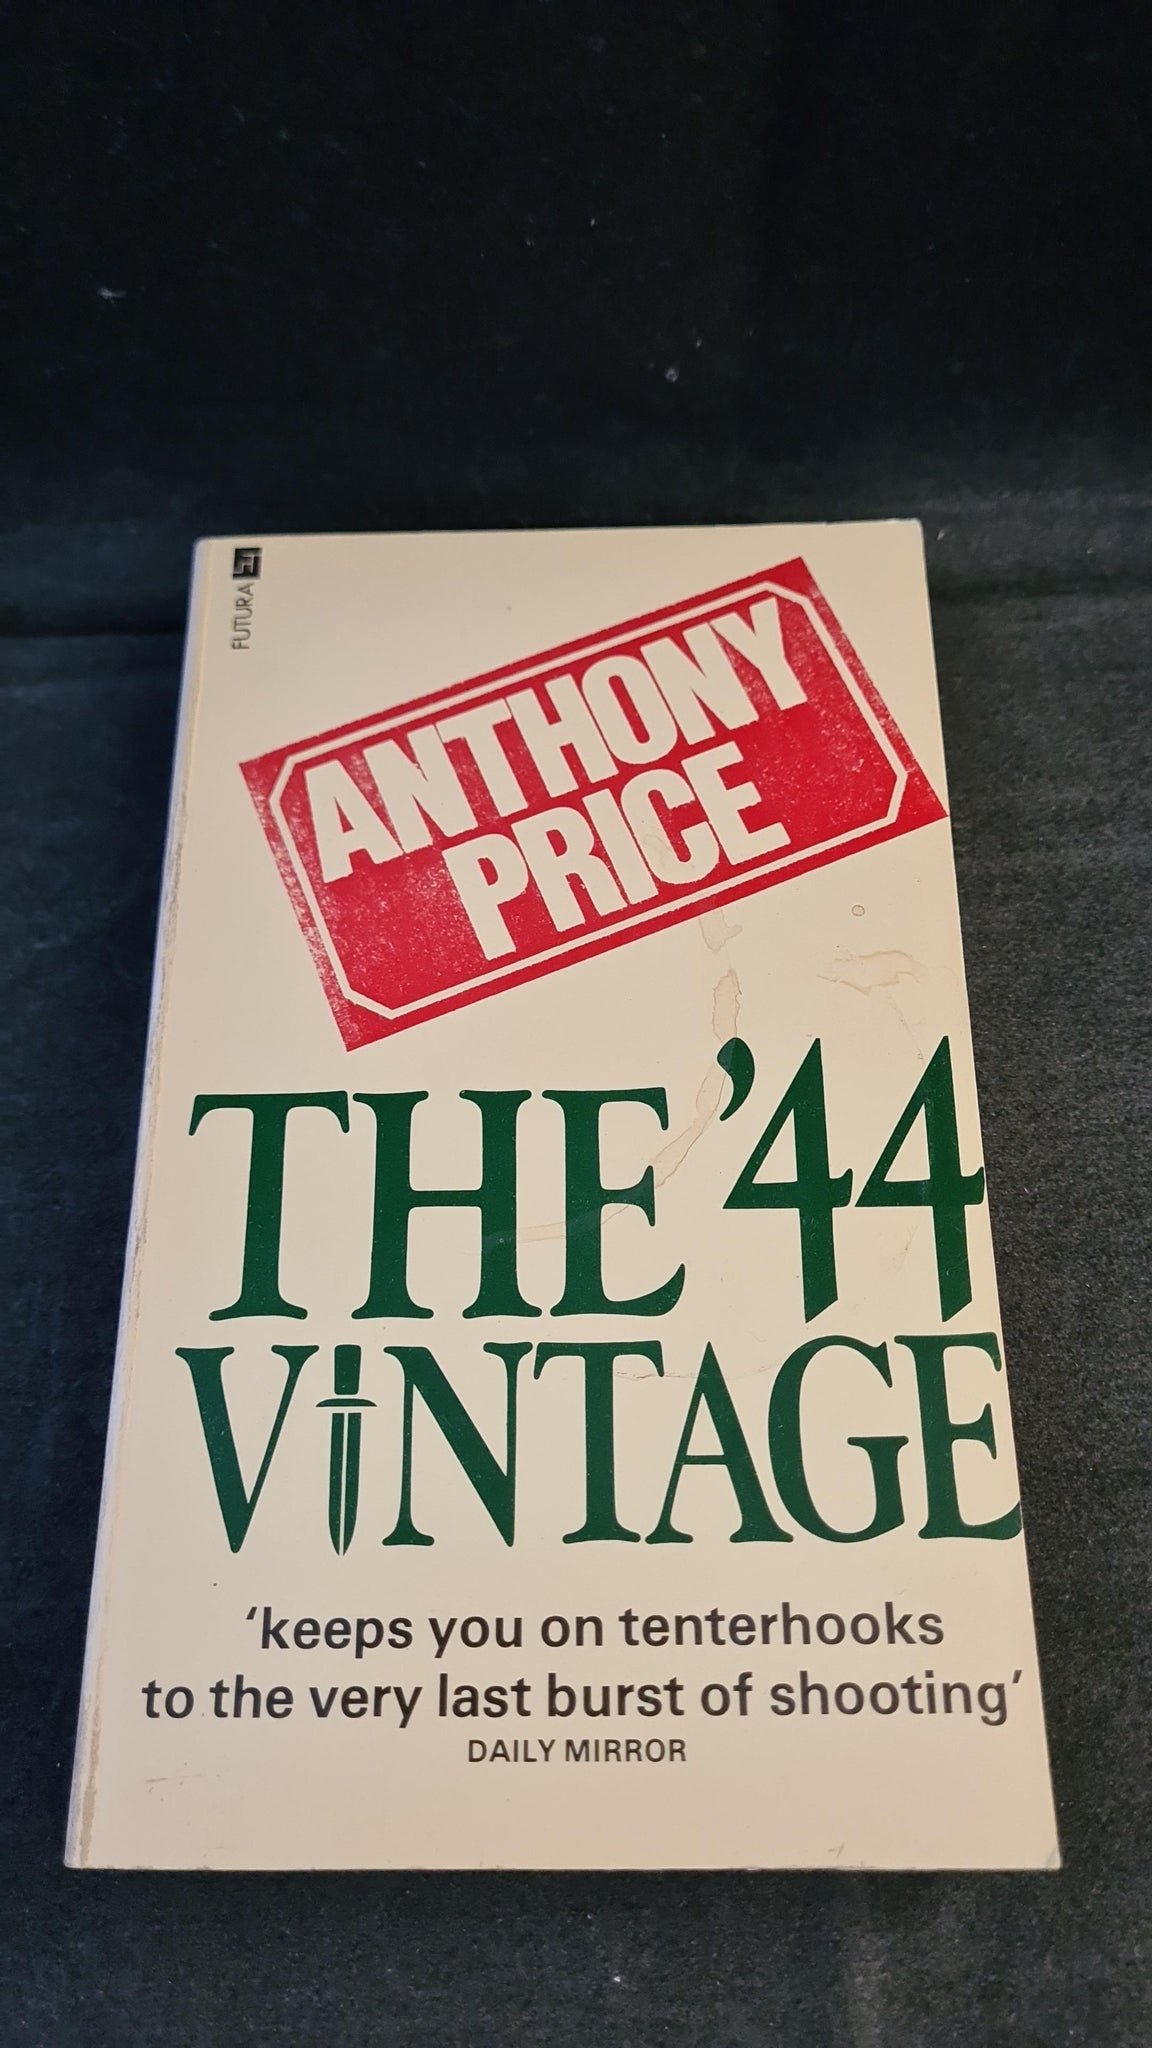 FUTURA
ANTHONY
PRICE
THE '44
VINTAGE
'keeps you on tenterhooks
to the very last burst of shooting'
DAILY MIRROR